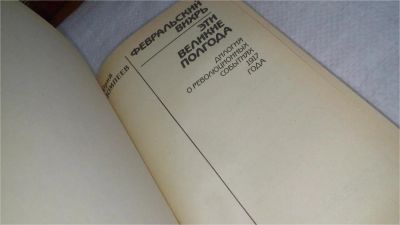 ФЕВРАЛЬСКИЙ
ВИХРЬ
ЭТИ
ВЕЛИКИЕ
ПОЛГОДА
ДИЛОГИЯ
О РЕВОЛЮЦИОННЫХ
СОБЫТИЯХ
1917
ГОДА